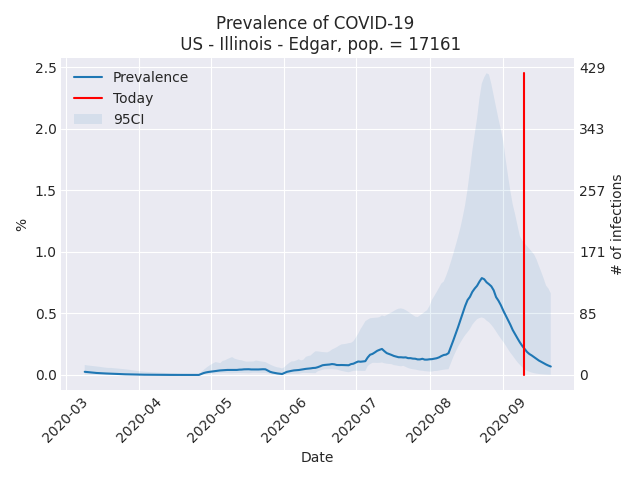 Prevalence of COVID-19
US - Illinois - Edgar, pop. = 17161
Prevalence
Today
95CI
2.5
2.0
1.5
1.0
0.5
0.0
%
429
343
257
171
85
0
# of infections
2020-03
2020-04
2020-05
2020-06
2020-07
2020-08
2020-09
Date